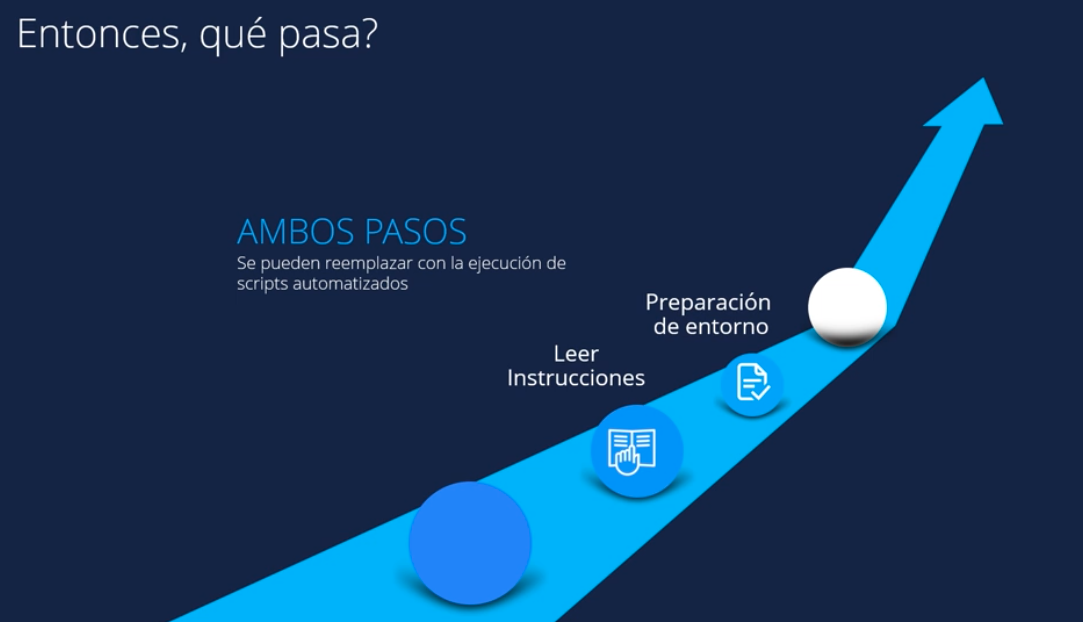 Entonces, qué pasa?
AMBOS PASOS
Se pueden reemplazar con la ejecución de
scripts automatizados
Preparación
de entorno
Leer
Instrucciones